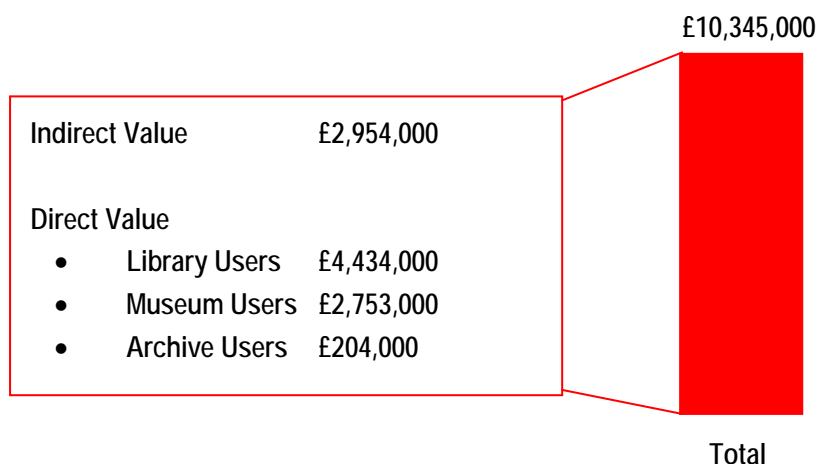 £10,345,000
Indirect Value £2,954,000
Direct Value
• Library Users £4,434,000
• Museum Users £2,753,000
• Archive Users £204,000
Total